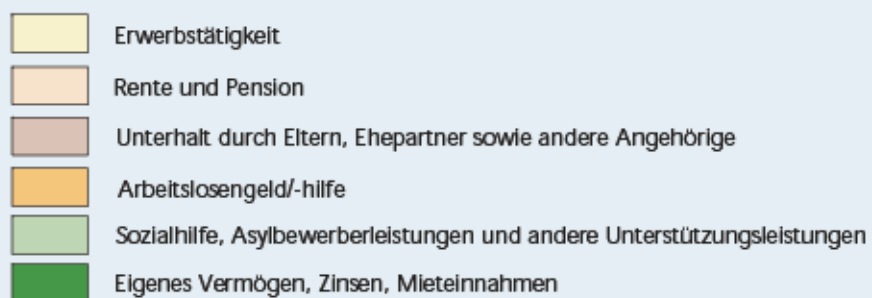 Erwerbstätigkeit
Rente und Pension
Unterhalt durch Eltern, Ehepartner sowie andere Angehörige
Arbeitslosengeld/-hilfe
Sozialhilfe, Asylbewerberleistungen und andere Unterstützungsleistungen
Eigenes Vermögen, Zinsen, Mieteinnahmen